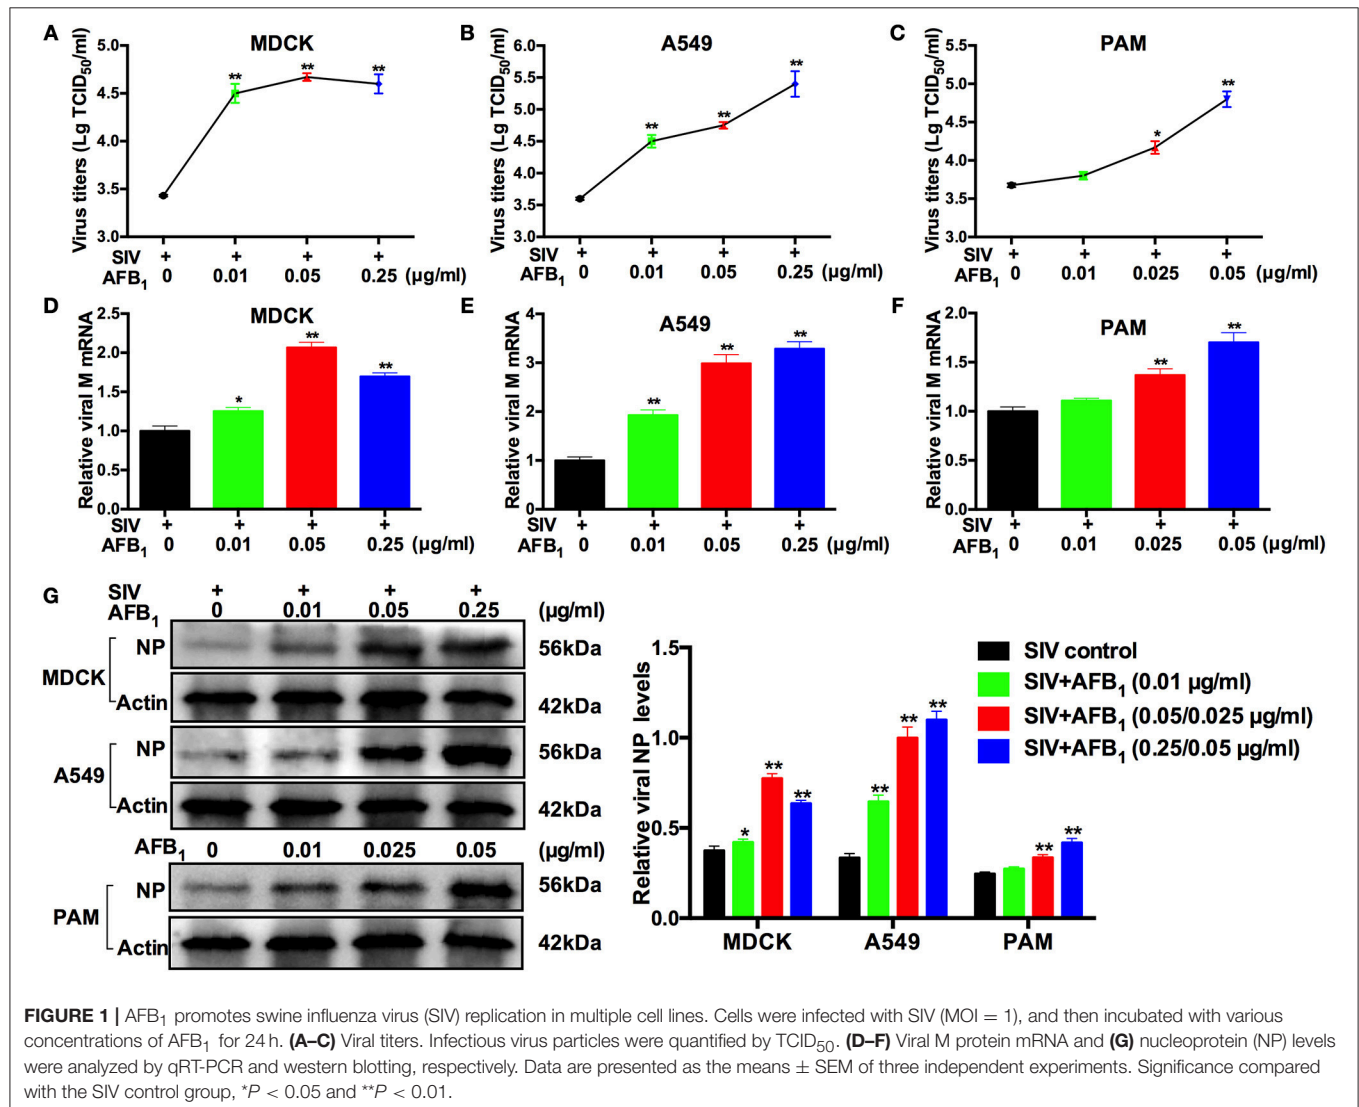 A
MDCK
Virus titers (Lg TCID50/ml)
5.0
4.5
4.0
3.5
3.0
**
**
**
SIV + + + +
AFB1 0 0.01 0.05 0.25 (µg/ml)
B
A549
Virus titers (Lg TCID50/ml)
6.0
5.5
5.0
4.5
4.0
3.5
3.0
**
**
**
+ + + +
0 0.01 0.05 0.25
SIV
AFB1
(µg/ml)
C
PAM
Virus titers (Lg TCID50/ml)
5.5
5.0
4.5
4.0
3.5
3.0
*
**
SIV + + + +
AFB1 0 0.01 0.025 0.05 (µg/ml)
D
MDCK
Relative viral M mRNA
2.5
2.0
1.5
1.0
0.5
0.0
*
**
**
SIV + + + +
AFB1 0 0.01 0.05 0.25 (µg/ml)
E
A549
Relative viral M mRNA
4
3
2
1
0
**
**
**
SIV + + + +
AFB1 0 0.01 0.05 0.25 (µg/ml)
F
PAM
Relative viral M mRNA
2.0
1.5
1.0
0.5
0.0
**
**
SIV + + + +
AFB1 0 0.01 0.025 0.05 (µg/ml)
G
SIV + + + +
AFB1 0 0.01 0.05 0.25 (µg/ml)
MDCK
NP 56kDa
Actin 42kDa
A549
NP 56kDa
Actin 42kDa
AFB1 0 0.01 0.025 0.05 (µg/ml)
PAM
NP 56kDa
Actin 42kDa
Relative viral NP levels
1.5
1.0
0.5
0.0
*
**
**
**
**
**
**
**
MDCK A549 PAM
SIV control
SIV+AFB1 (0.01 µg/ml)
SIV+AFB1 (0.05/0.025 µg/ml)
SIV+AFB1 (0.25/0.05 µg/ml)
FIGURE 1 | AFB1 promotes swine influenza virus (SIV) replication in multiple cell lines. Cells were infected with SIV (MOI = 1), and then incubated with various
concentrations of AFB1 for 24 h. (A–C) Viral titers. Infectious virus particles were quantified by TCID50. (D–F) Viral M protein mRNA and (G) nucleoprotein (NP) levels
were analyzed by qRT-PCR and western blotting, respectively. Data are presented as the means ± SEM of three independent experiments. Significance compared
with the SIV control group, *P < 0.05 and **P < 0.01.